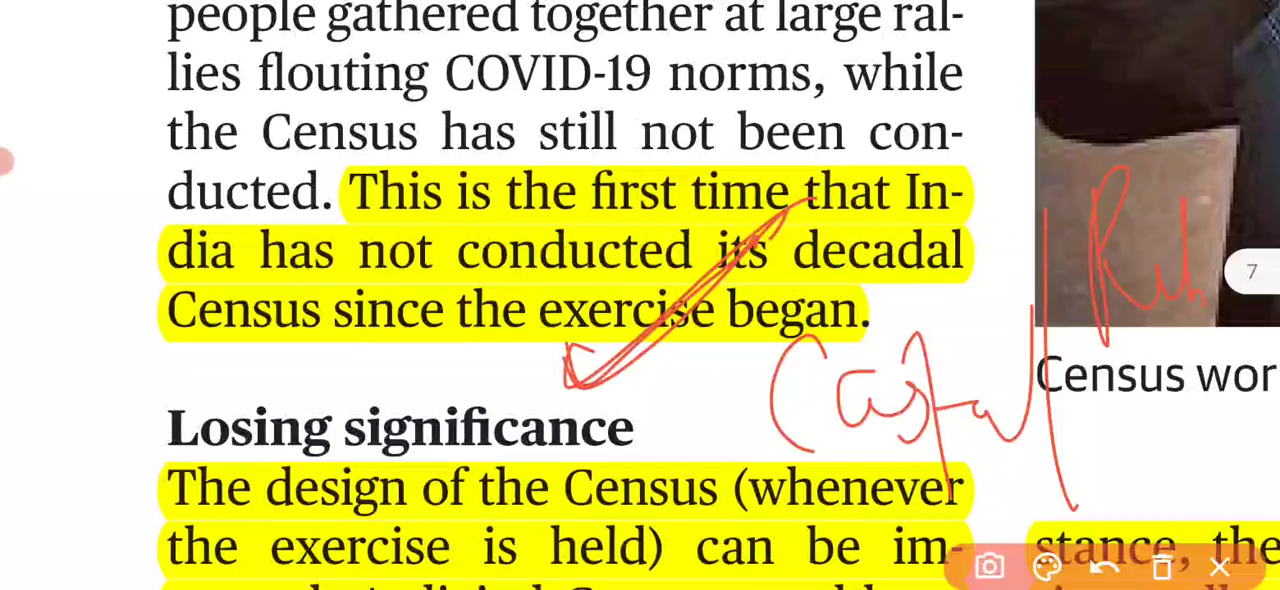 people gathered together at large ral-
lies flouting COVID-19 norms, while
the Census has still not been con-
ducted. This is the first time that In-
dia has not conducted its decadal
Census since the exercise began.
7
Census wor
Losing significance
The design of the Census (whenever
the exercise is held) can be im-
stance, the